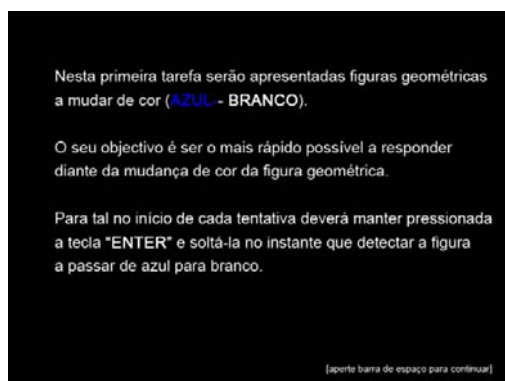 Nesta primeira tarefa serão apresentadas figuras geométricas
a mudar de cor (AZUL - BRANCO).
O seu objectivo é ser o mais rápido possível a responder
diante da mudança de cor da figura geométrica.
Para tal no início de cada tentativa deverá manter pressionada
a tecla "ENTER" e soltá-la no instante que detectar a figura
a passar de azul para branco.
[aperte barra de espaço para continuar]